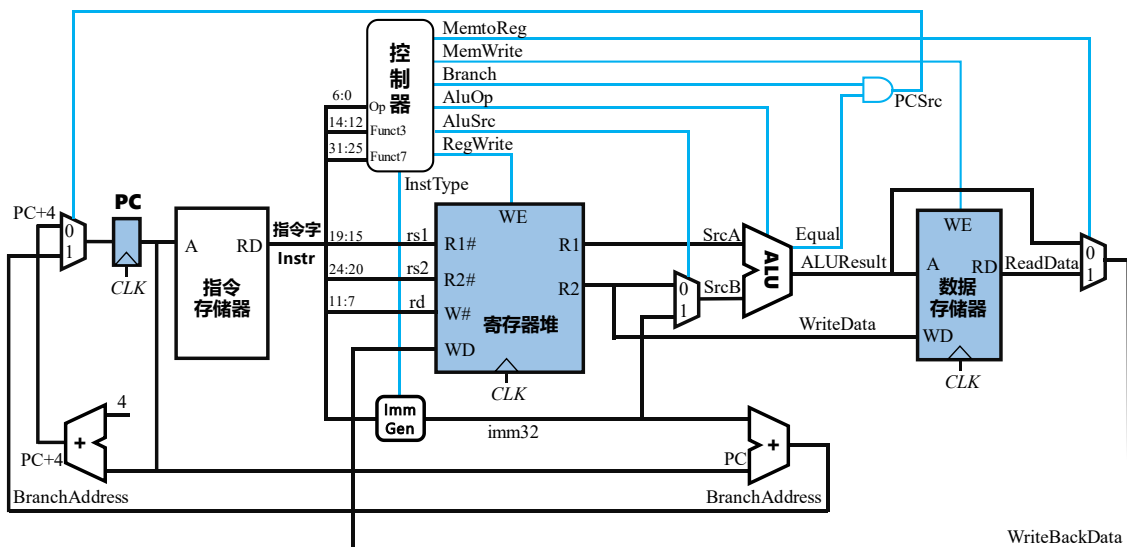 MemtoReg
MemWrite
Branch
AluOp
AluSrc
RegWrite
控
制
器
6:0
Op
14:12
Funct3
31:25
Funct7
InstType
PCSrc
PC
PC+4
0
1
CLK
A
RD
指令
存储器
指令字
Instr
19:15
rs1
24:20
rs2
11:7
rd
WE
R1#
R2#
W#
WD
R1
R2
寄存器堆
CLK
SrcA
0
1
SrcB
ALU
Equal
ALUResult
WriteData
WE
A
RD
数据
存储器
WD
CLK
ReadData
0
1
4
+
PC+4
Imm
Gen
imm32
PC
+
BranchAddress
BranchAddress
WriteBackData